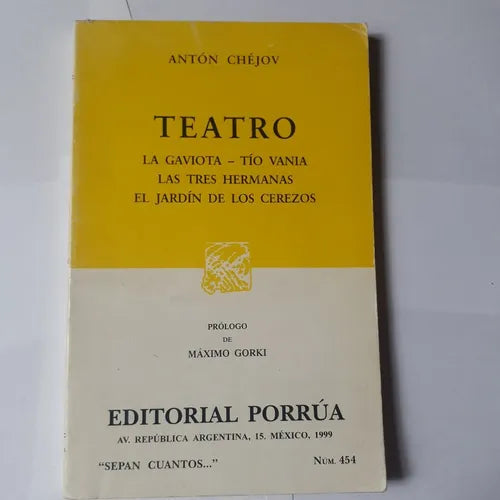 ANTÓN CHÉJOV
TEATRO
LA GAVIOTA – TÍO VANIA
LAS TRES HERMANAS
EL JARDÍN DE LOS CEREZOS
PRÓLOGO
DE
MÁXIMO GORKI
EDITORIAL PORRÚA
AV. REPÚBLICA ARGENTINA, 15. MÉXICO, 1999
"SEPAN CUANTOS..." NÚM. 454